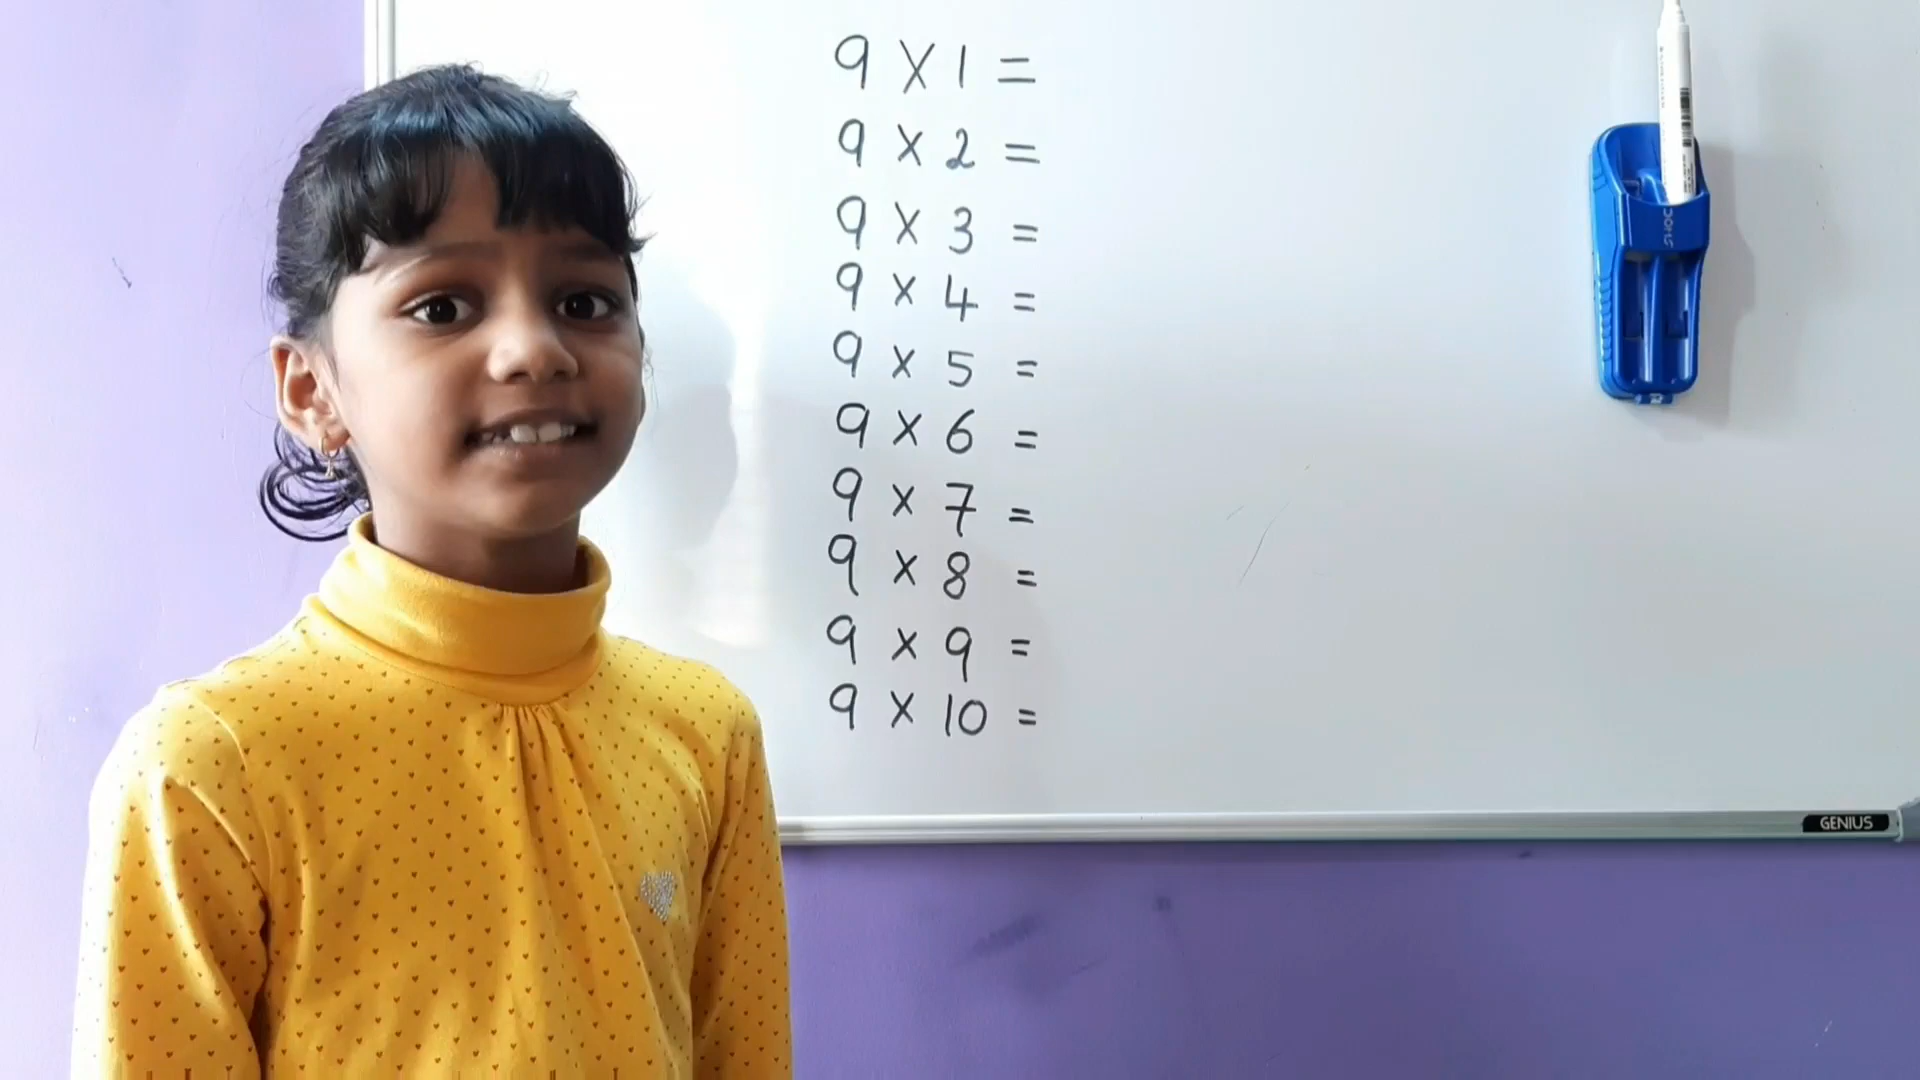 9 X 1 =
9 x 2 =
9 x 3 =
9 x 4 =
9 x 5 =
9 x 6 =
9 x 7 =
9 x 8 =
9 x 9 =
9 x 10 =
GENIUS